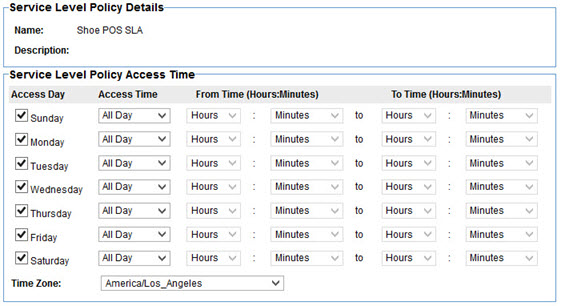 Service Level Policy Details
Name: Shoe POS SLA
Description:
Service Level Policy Access Time
Access Day Access Time From Time (Hours:Minutes) To Time (Hours:Minutes)
Sunday All Day Hours : Minutes to Hours : Minutes
Monday All Day Hours : Minutes to Hours : Minutes
Tuesday All Day Hours : Minutes to Hours : Minutes
Wednesday All Day Hours : Minutes to Hours : Minutes
Thursday All Day Hours : Minutes to Hours : Minutes
Friday All Day Hours : Minutes to Hours : Minutes
Saturday All Day Hours : Minutes to Hours : Minutes
Time Zone: America/Los_Angeles